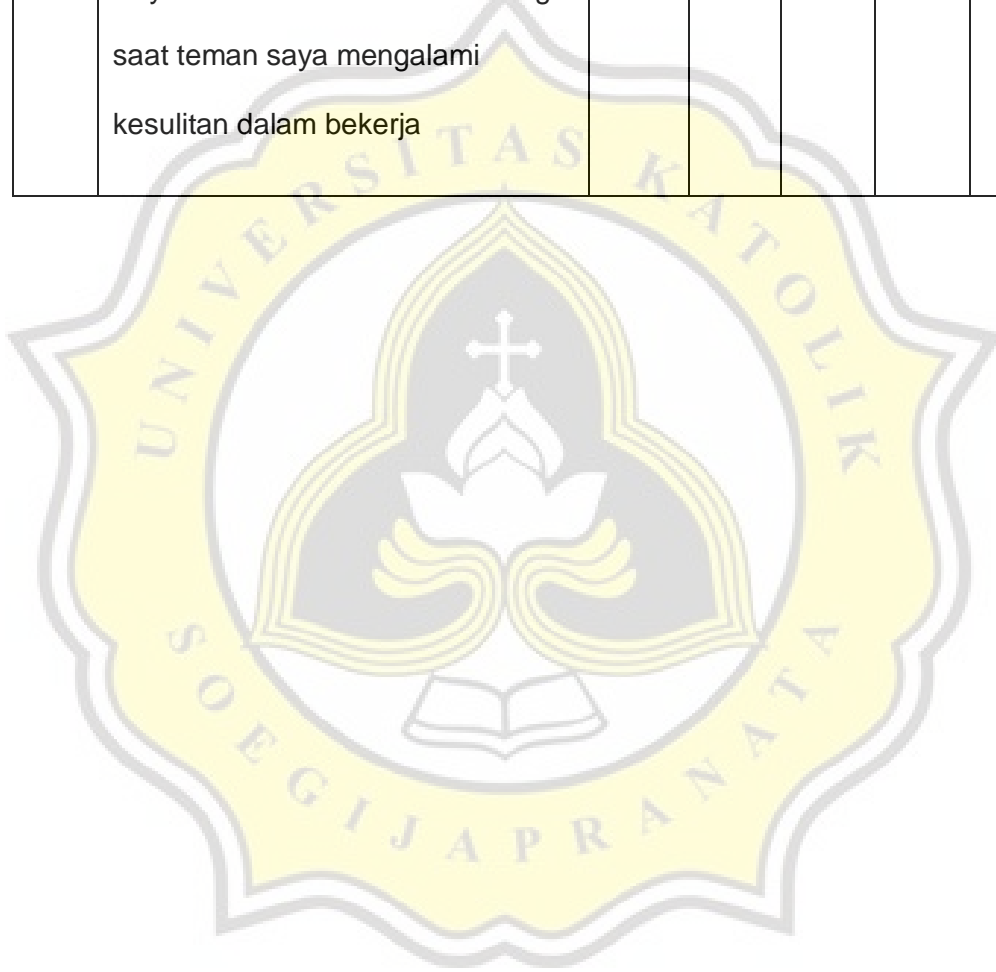 saat teman saya mengalami
kesulitan dalam bekerja
UNIVERSITAS KATOLIK
SOEGIJAPRANATA